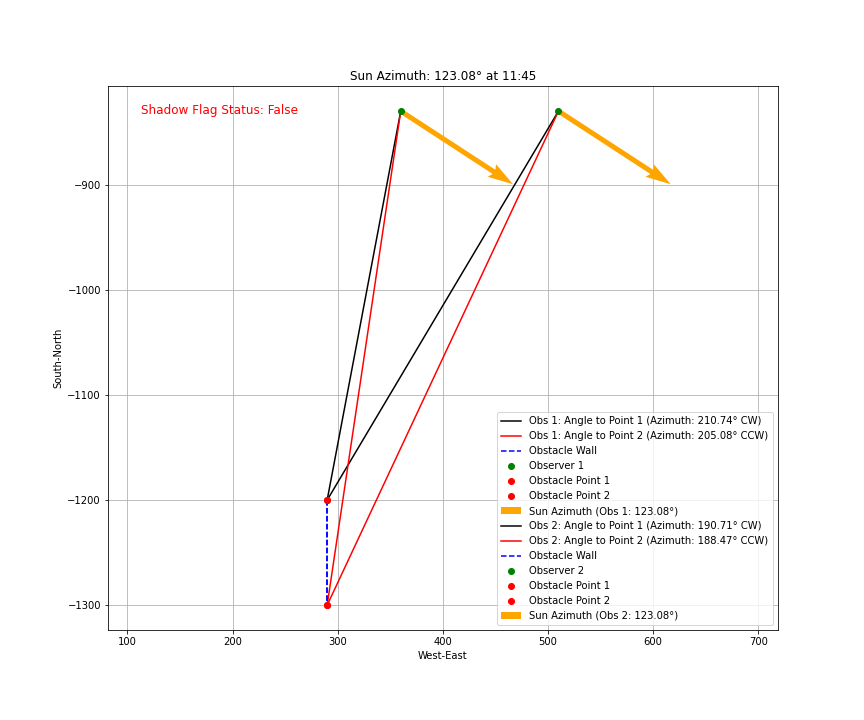 Sun Azimuth: 123.08° at 11:45
Shadow Flag Status: False
South-North
−900
−1000
−1100
−1200
−1300
Obs 1: Angle to Point 1 (Azimuth: 210.74° CW)
Obs 1: Angle to Point 2 (Azimuth: 205.08° CCW)
Obstacle Wall
Observer 1
Obstacle Point 1
Obstacle Point 2
Sun Azimuth (Obs 1: 123.08°)
Obs 2: Angle to Point 1 (Azimuth: 190.71° CW)
Obs 2: Angle to Point 2 (Azimuth: 188.47° CCW)
Obstacle Wall
Observer 2
Obstacle Point 1
Obstacle Point 2
Sun Azimuth (Obs 2: 123.08°)
100 200 300 400 500 600 700
West-East